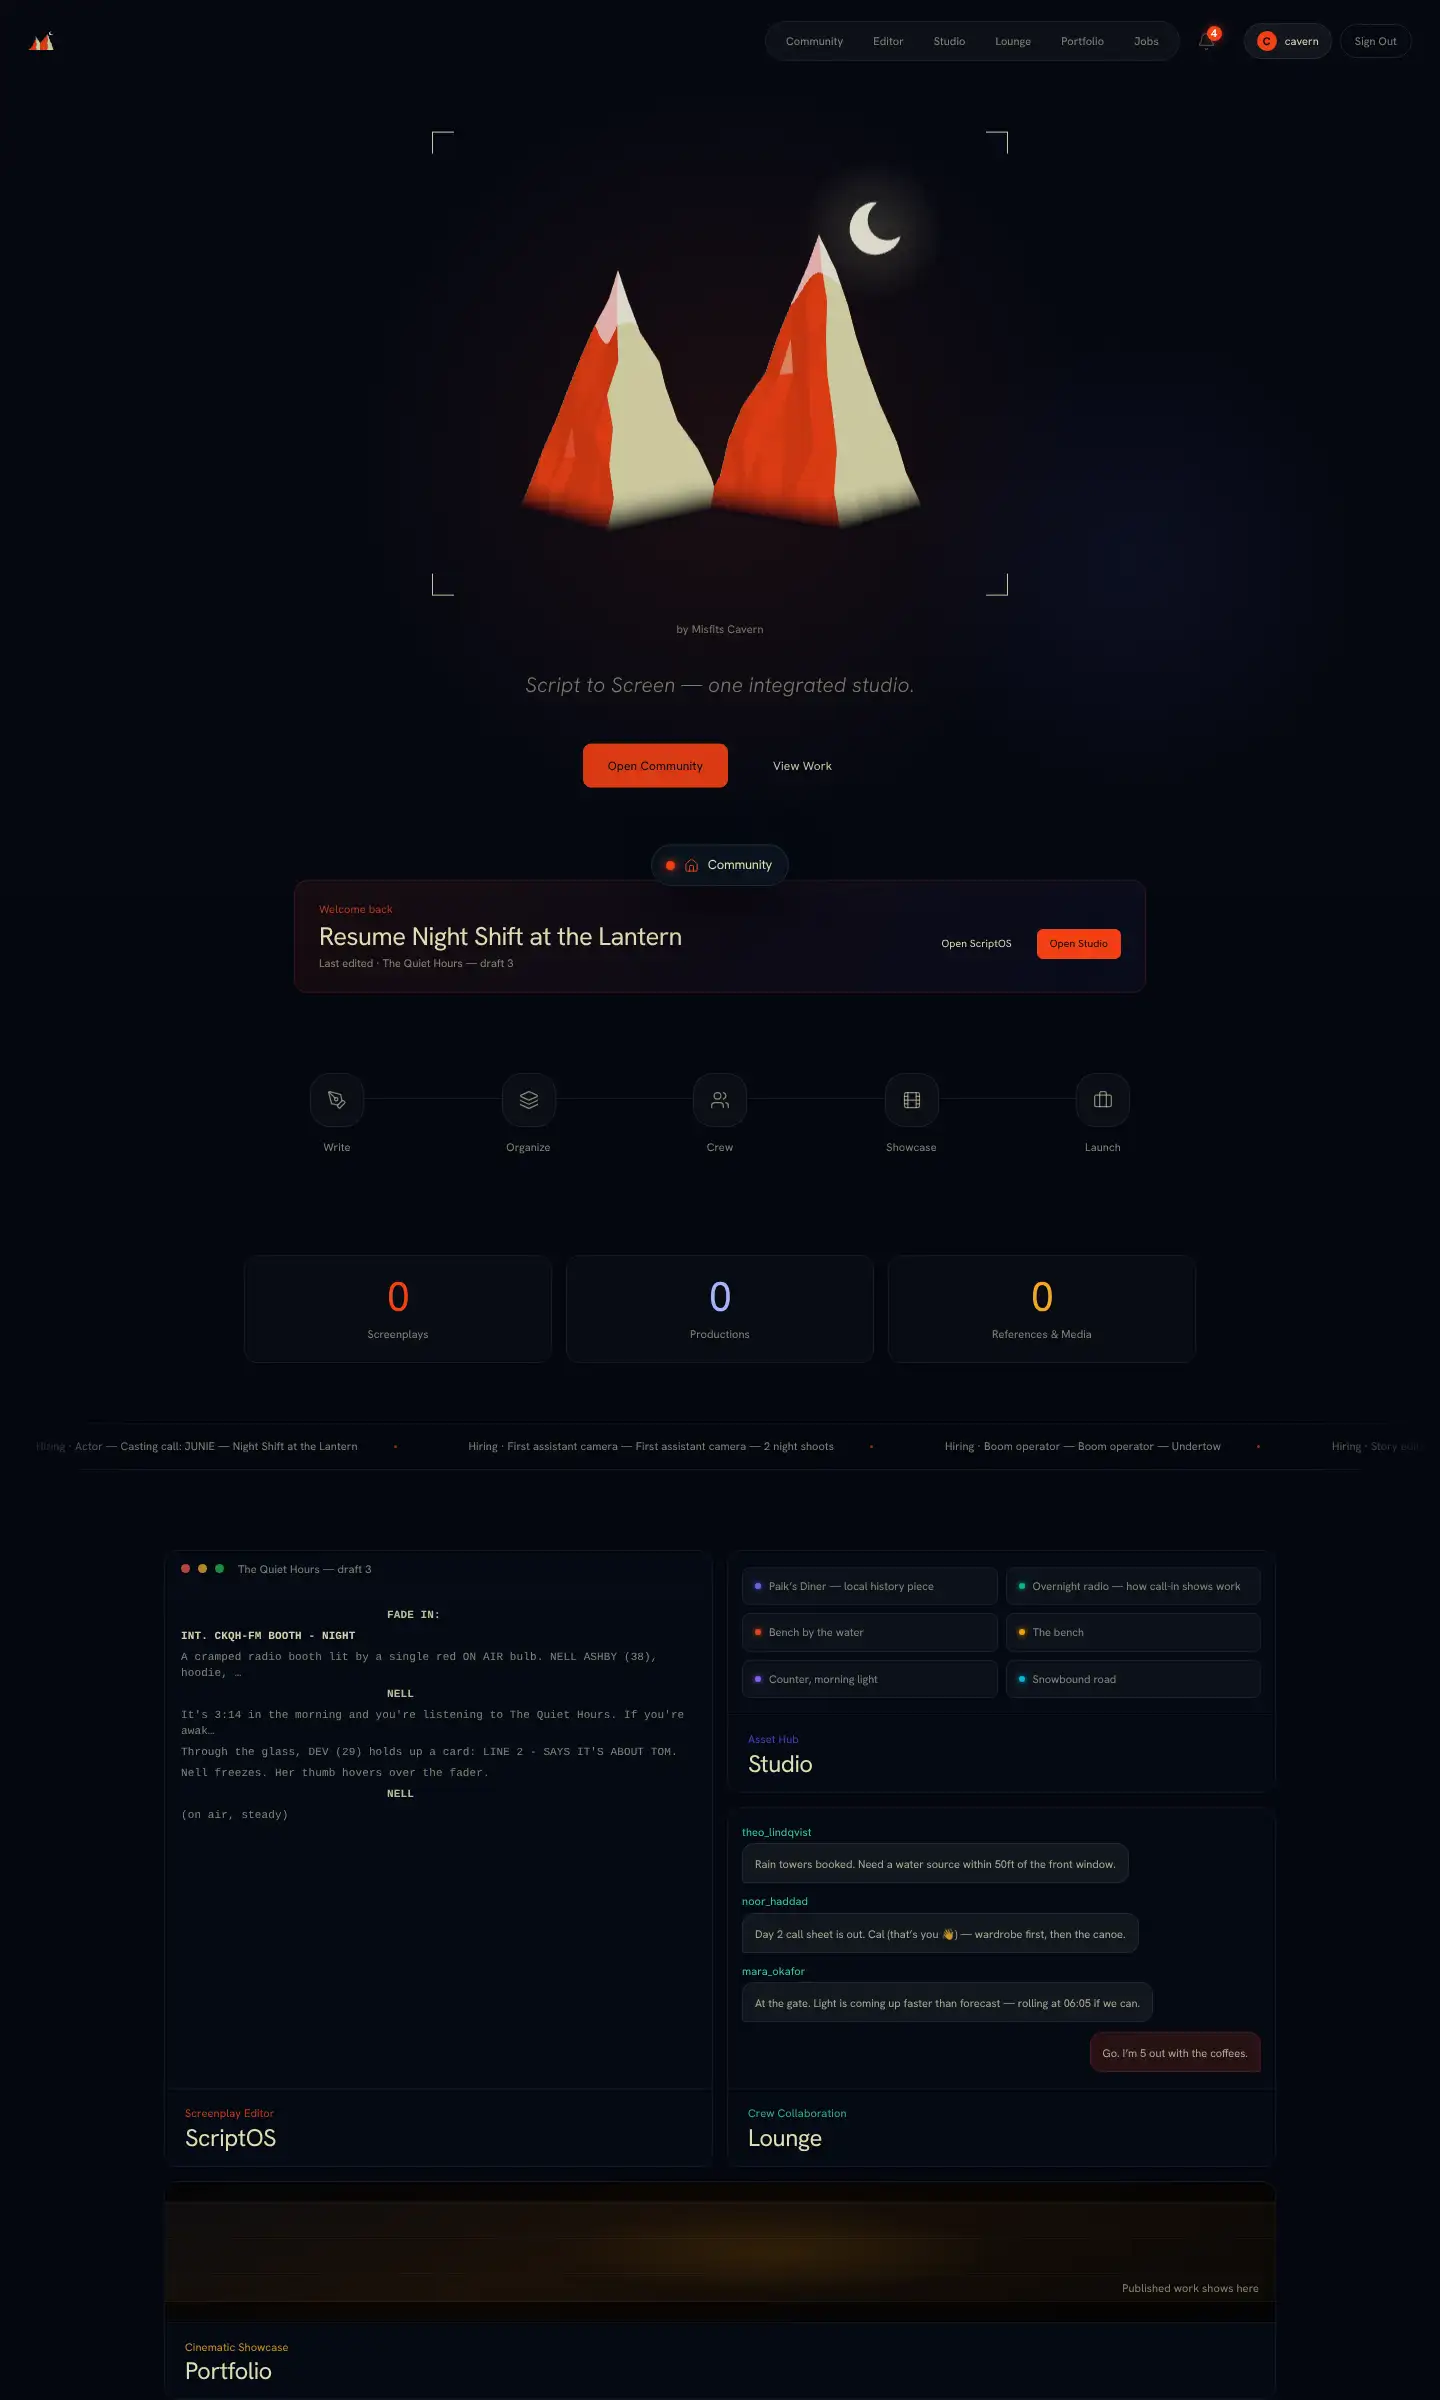 Community
Editor
Studio
Lounge
Portfolio
Jobs
4
C
cavern
Sign Out
by Misfits Cavern
Script to Screen — one integrated studio.
Open Community
View Work
Community
Welcome back
Resume Night Shift at the Lantern
Last edited · The Quiet Hours — draft 3
Open ScriptOS
Open Studio
Write
Organize
Crew
Showcase
Launch
0
Screenplays
0
Productions
0
References & Media
Hiring · Actor — Casting call: JUNIE — Night Shift at the Lantern
Hiring · First assistant camera — First assistant camera — 2 night shoots
Hiring · Boom operator — Boom operator — Undertow
Hiring · Story
The Quiet Hours — draft 3
FADE IN:
INT. CKQH-FM BOOTH - NIGHT
A cramped radio booth lit by a single red ON AIR bulb. NELL ASHBY (38),
hoodie, …
NELL
It's 3:14 in the morning and you're listening to The Quiet Hours. If you're
awak…
Through the glass, DEV (29) holds up a card: LINE 2 - SAYS IT'S ABOUT TOM.
Nell freezes. Her thumb hovers over the fader.
NELL
(on air, steady)
Screenplay Editor
ScriptOS
Paik’s Diner — local history piece
Overnight radio — how call-in shows work
Bench by the water
The bench
Counter, morning light
Snowbound road
Asset Hub
Studio
theo_lindqvist
Rain towers booked. Need a water source within 50ft of the front window.
noor_haddad
Day 2 call sheet is out. Cal (that’s you 👋) — wardrobe first, then the canoe.
mara_okafor
At the gate. Light is coming up faster than forecast — rolling at 06:05 if we can.
Go. I’m 5 out with the coffees.
Crew Collaboration
Lounge
Published work shows here
Cinematic Showcase
Portfolio